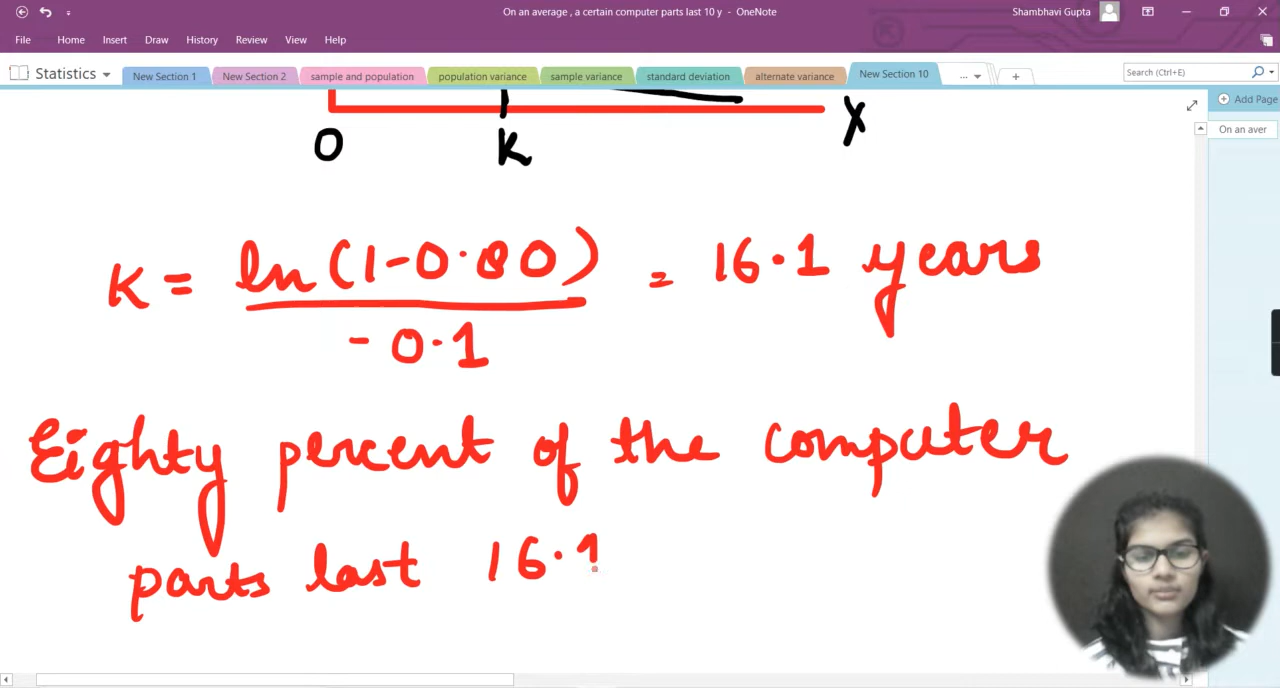 On an average , a certain computer parts last 10 y - OneNote
Shambhavi Gupta
File Home Insert Draw History Review View Help
Statistics New Section 1 New Section 2 sample and population population variance sample variance standard deviation alternate variance New Section 10 ... + Search (Ctrl+E)
Add Page
On an aver
0 K X
K = ln(1-0.80) = 16.1 years
-0.1
Eighty percent of the computer
parts last 16.1